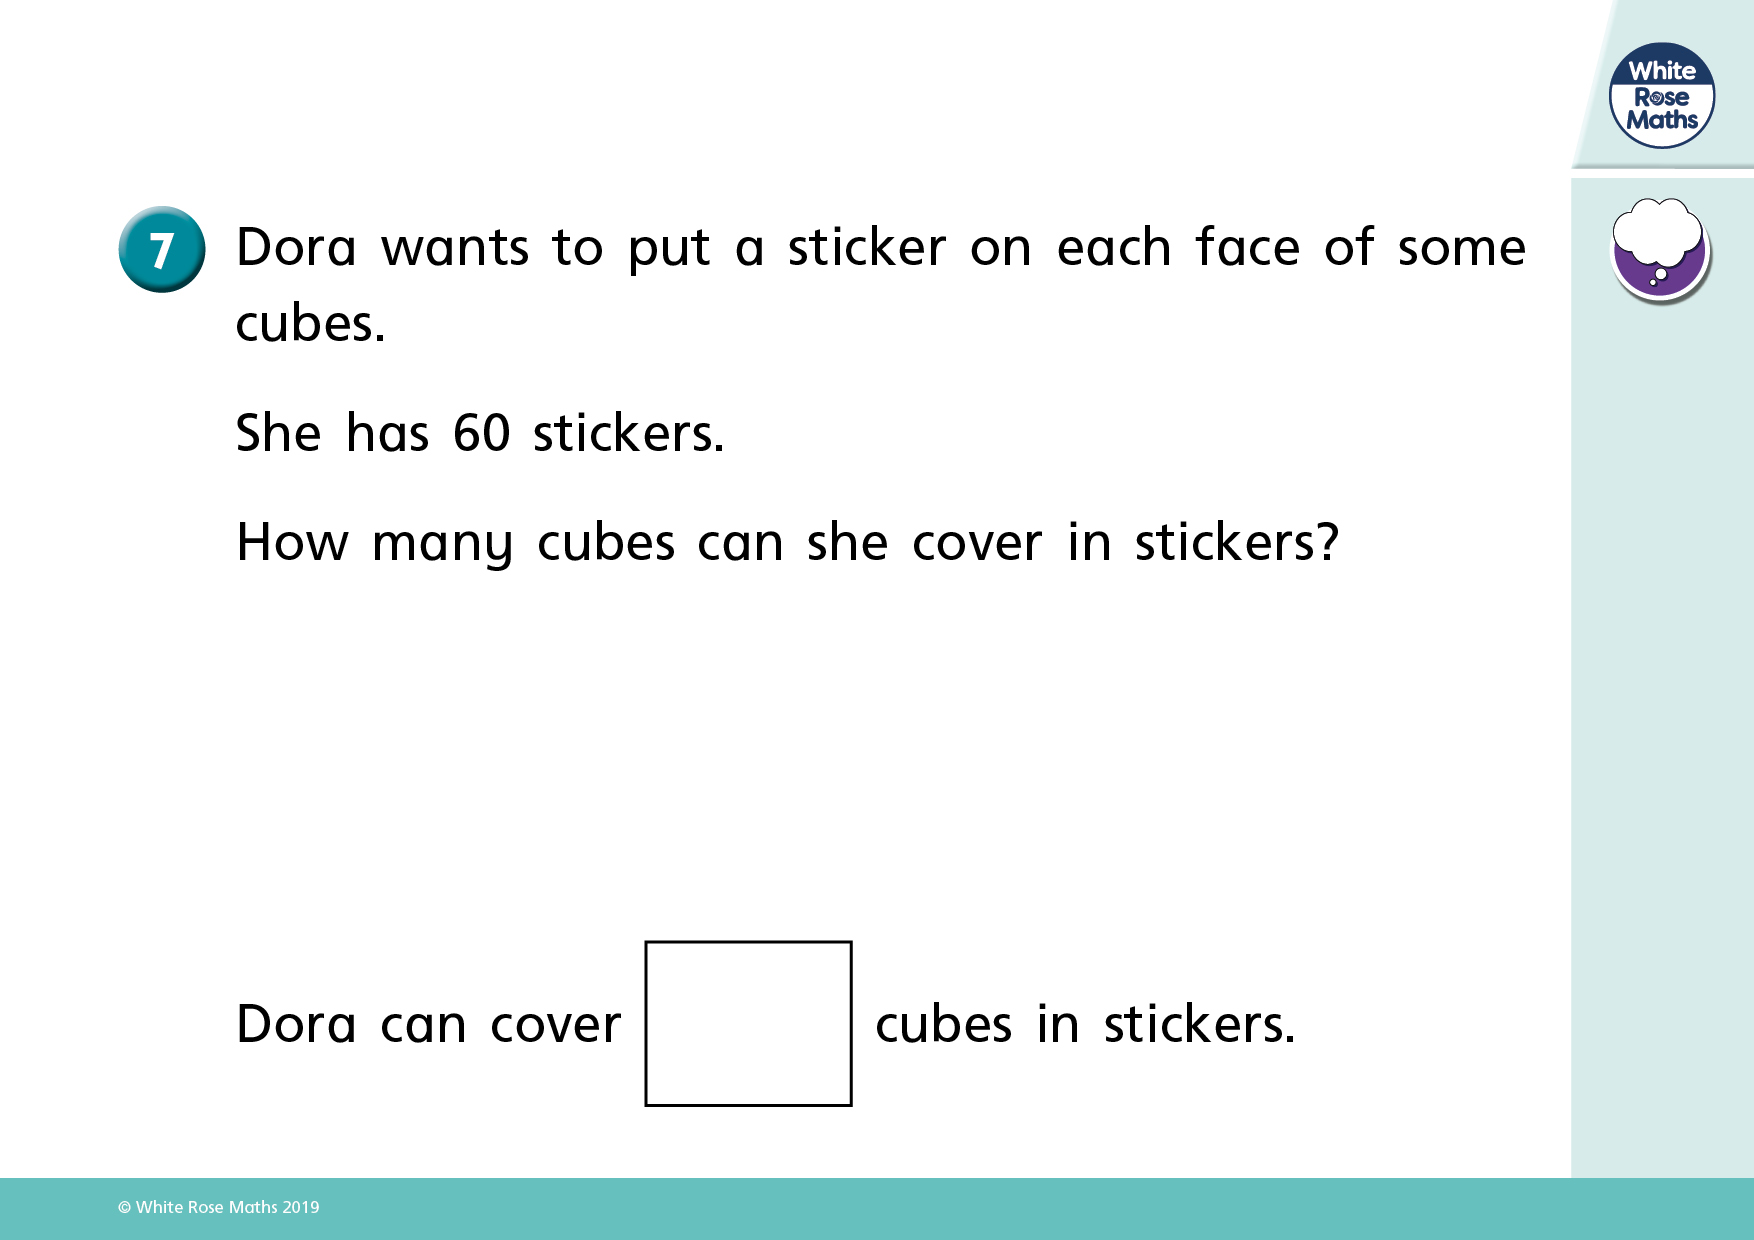 White
Rose
Maths
7 Dora wants to put a sticker on each face of some
cubes.
She has 60 stickers.
How many cubes can she cover in stickers?
Dora can cover cubes in stickers.
© White Rose Maths 2019